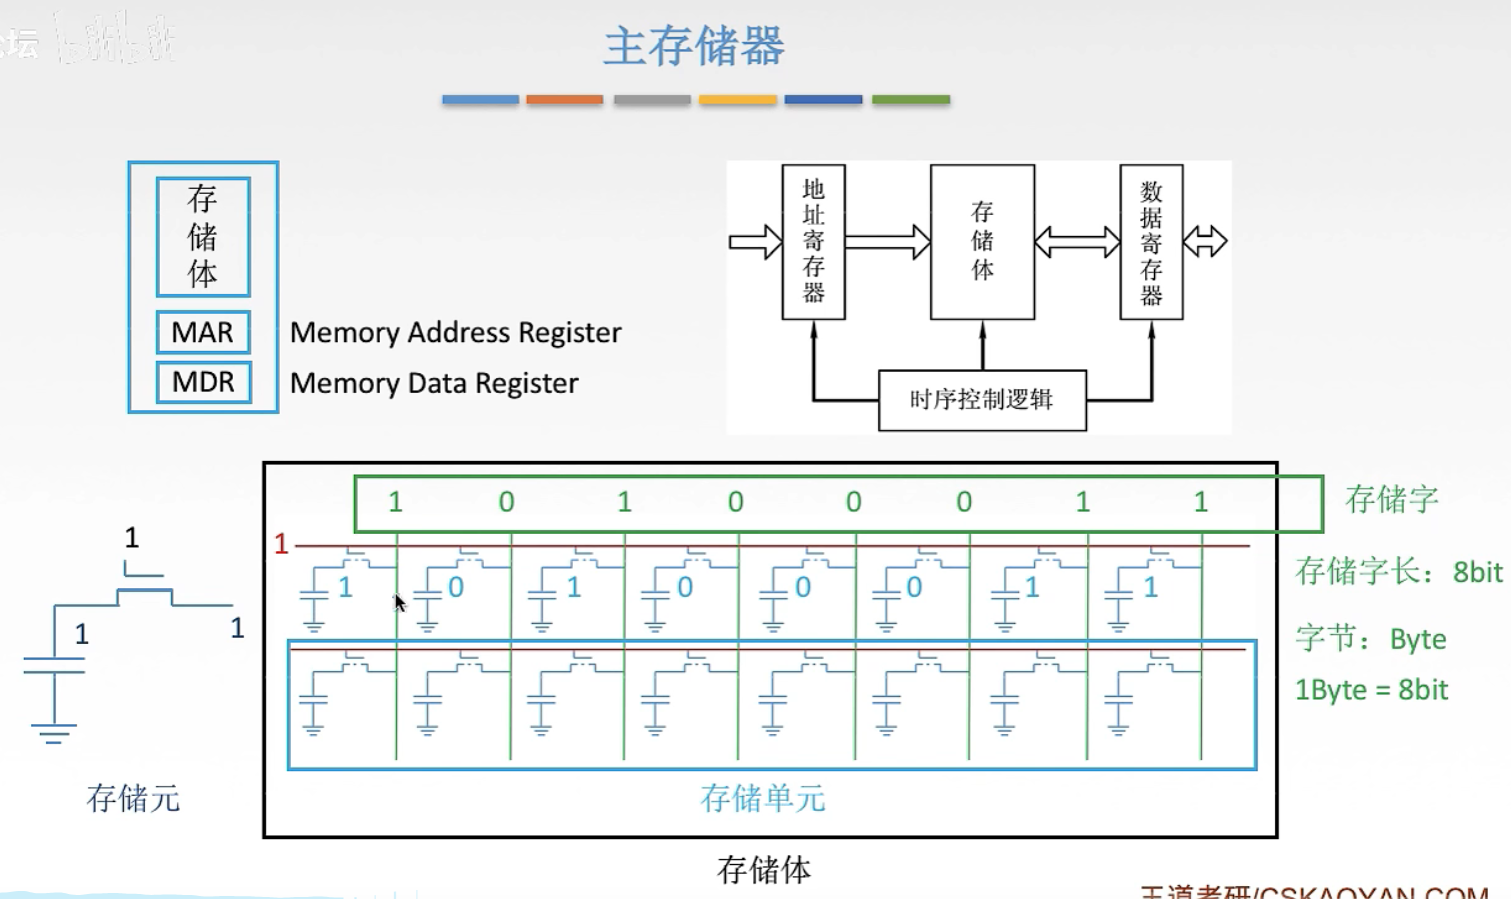 坛
主存储器
存
储
体
MAR
Memory Address Register
MDR
Memory Data Register
地
址
寄
存
器
存
储
体
数
据
寄
存
器
时序控制逻辑
1
1
1
存储元
1 0 1 0 0 0 1 1
存储字
1
1 0 1 0 0 0 1 1
存储字长：8bit
字节：Byte
1Byte = 8bit
存储单元
存储体
王道考研/CSKAOYAN.COM